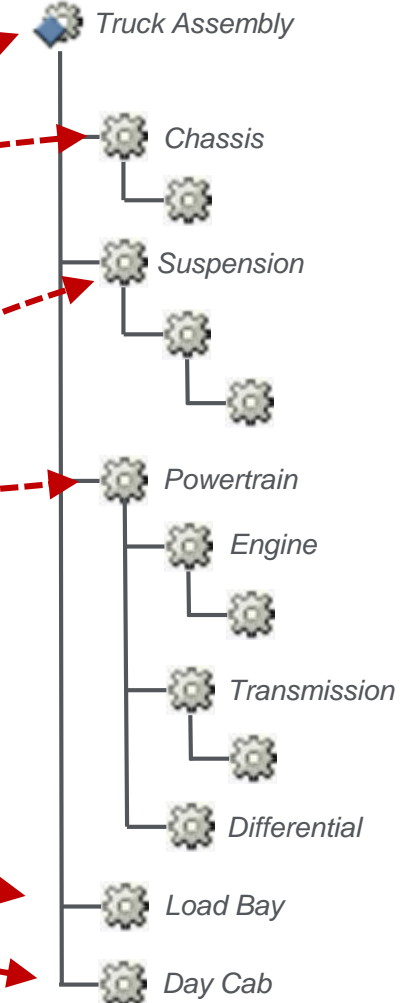 Truck Assembly
Chassis
Suspension
Powertrain
Engine
Transmission
Differential
Load Bay
Day Cab